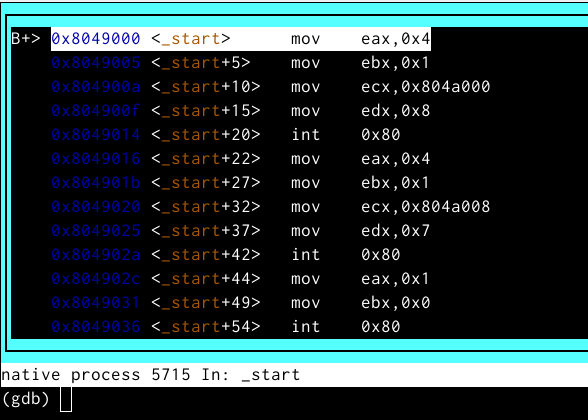 B+> 0x8049000 <_start> mov eax,0x4
0x8049005 <_start+5> mov ebx,0x1
0x804900a <_start+10> mov ecx,0x804a000
0x804900f <_start+15> mov edx,0x8
0x8049014 <_start+20> int 0x80
0x8049016 <_start+22> mov eax,0x4
0x804901b <_start+27> mov ebx,0x1
0x8049020 <_start+32> mov ecx,0x804a008
0x8049025 <_start+37> mov edx,0x7
0x804902a <_start+42> int 0x80
0x804902c <_start+44> mov eax,0x1
0x8049031 <_start+49> mov ebx,0x0
0x8049036 <_start+54> int 0x80
native process 5715 In: _start
(gdb)